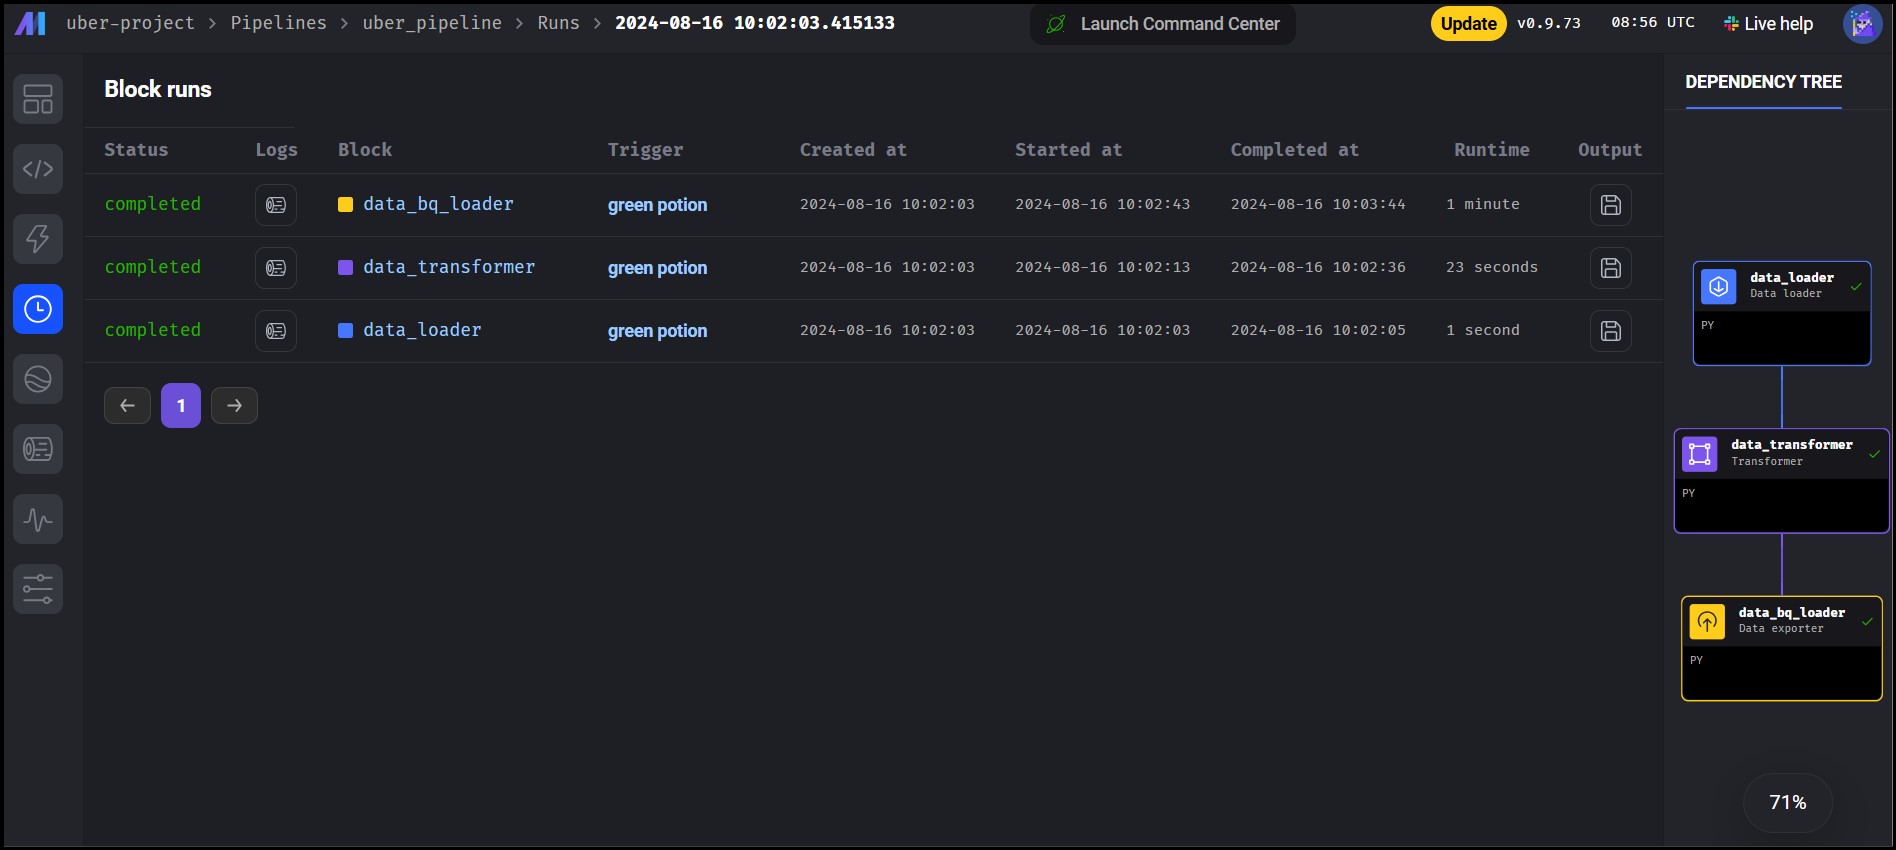 uber-project > Pipelines > uber_pipeline > Runs > 2024-08-16 10:02:03.415133
Launch Command Center
Update v0.9.73 08:56 UTC Live help
Block runs
Status Logs Block Trigger Created at Started at Completed at Runtime Output
completed data_bq_loader green potion 2024-08-16 10:02:03 2024-08-16 10:02:43 2024-08-16 10:03:44 1 minute
completed data_transformer green potion 2024-08-16 10:02:03 2024-08-16 10:02:13 2024-08-16 10:02:36 23 seconds
completed data_loader green potion 2024-08-16 10:02:03 2024-08-16 10:02:03 2024-08-16 10:02:05 1 second
1
DEPENDENCY TREE
data_loader
Data loader
PY
data_transformer
Transformer
PY
data_bq_loader
Data exporter
PY
71%